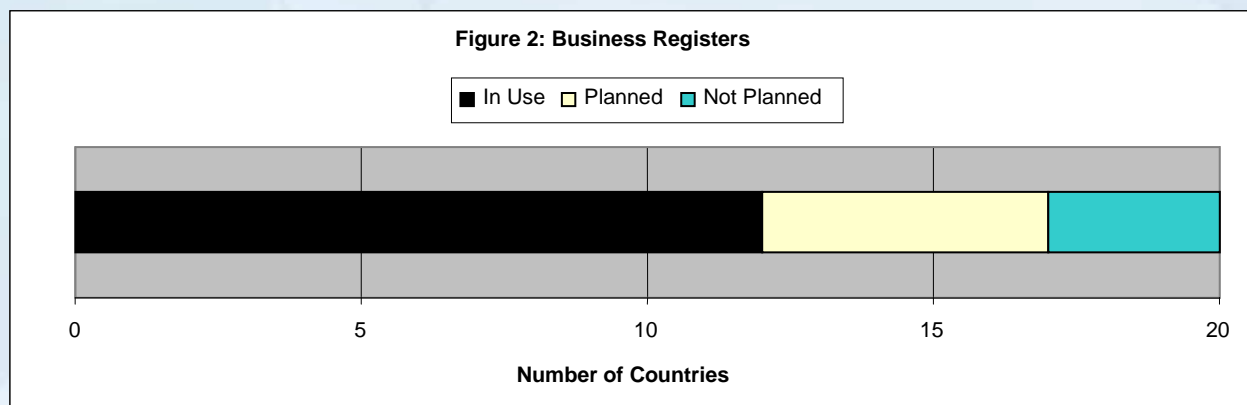 Figure 2: Business Registers
In Use Planned Not Planned
0 5 10 15 20
Number of Countries